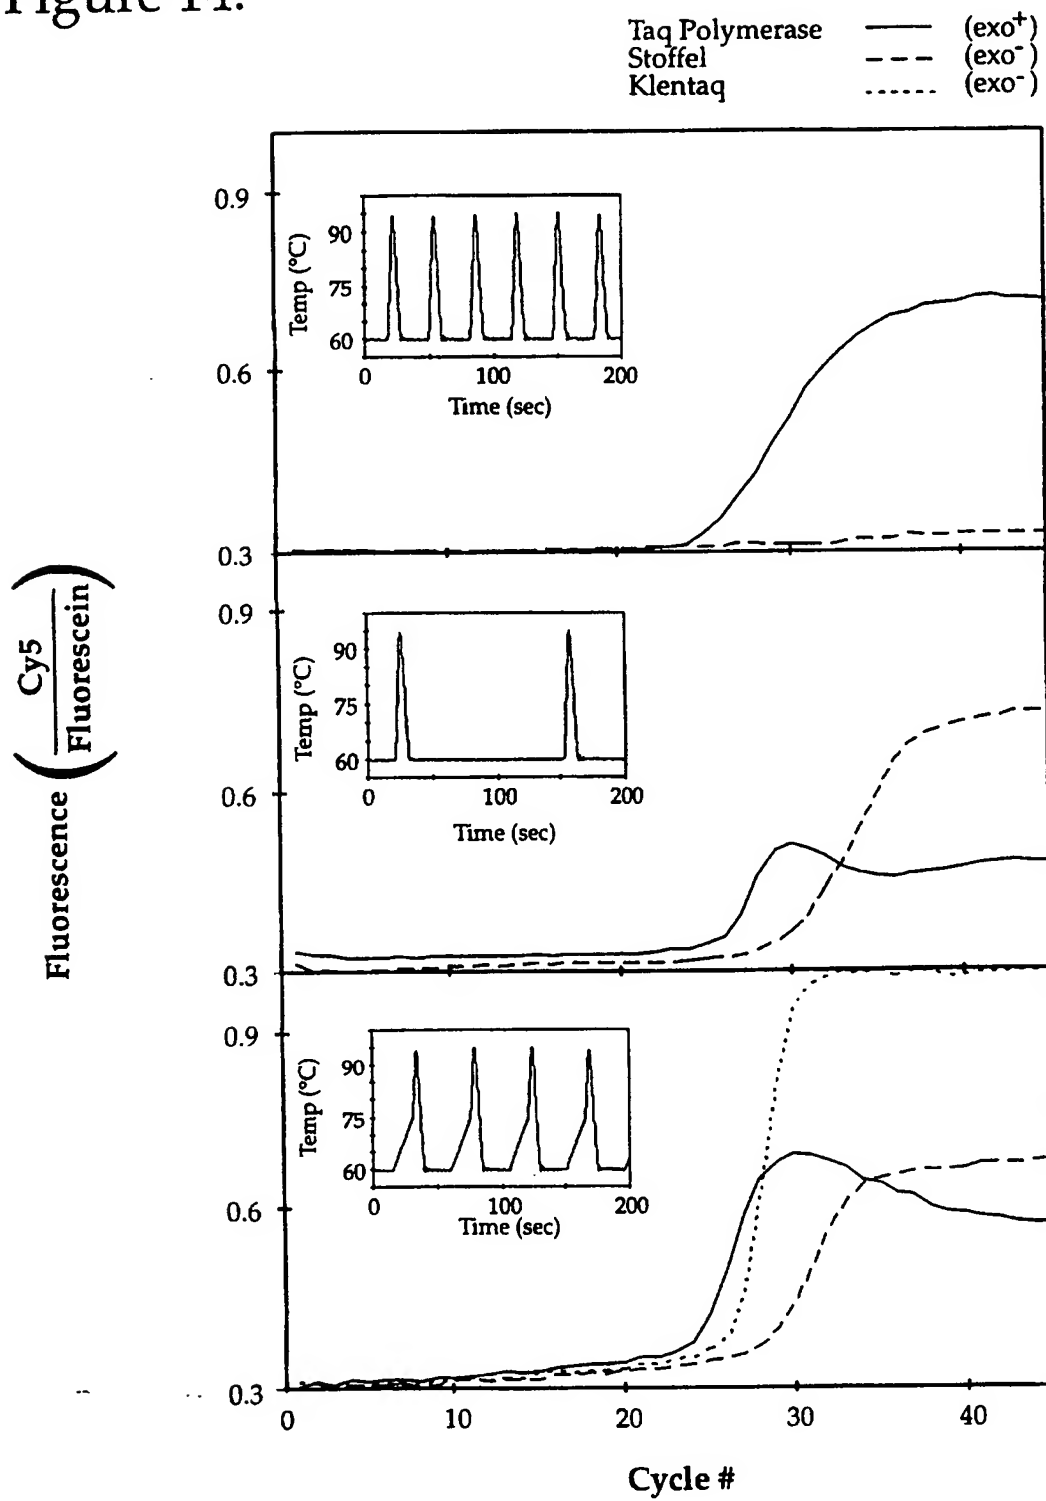 Figure 11.
Taq Polymerase (exo+)
Stoffel (exo-)
Klentaq (exo-)
0.9
0.6
0.3
Temp (°C)
90
75
60
0 100 200
Time (sec)
0.9
0.6
0.3
Temp (°C)
90
75
60
0 100 200
Time (sec)
Fluorescence (Cy5
Fluorescein)
0.9
0.6
0.3
Temp (°C)
90
75
60
0 100 200
Time (sec)
0 10 20 30 40
Cycle #